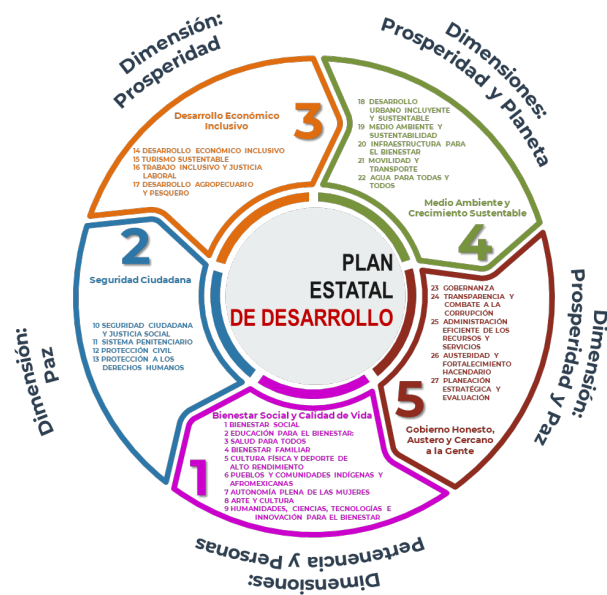 Dimensión:
Prosperidad
Dimensiones:
Prosperidad y Planeta
Desarrollo Económico
Inclusivo
3
14 DESARROLLO ECONÓMICO INCLUSIVO
15 TURISMO SUSTENTABLE
16 TRABAJO INCLUSIVO Y JUSTICIA
LABORAL
17 DESARROLLO AGROPECUARIO
Y PESQUERO
18 DESARROLLO
URBANO INCLUYENTE
Y SUSTENTABLE
19 MEDIO AMBIENTE Y
SUSTENTABILIDAD
20 INFRAESTRUCTURA PARA
EL BIENESTAR
21 MOVILIDAD Y
TRANSPORTE
22 AGUA PARA TODAS Y
TODOS
Medio Ambiente y
Crecimiento Sustentable
4
2
Seguridad Ciudadana
10 SEGURIDAD CIUDADANA
Y JUSTICIA SOCIAL
11 SISTEMA PENITENCIARIO
12 PROTECCIÓN CIVIL
13 PROTECCIÓN A LOS
DERECHOS HUMANOS
Dimensión:
Paz
PLAN
ESTATAL
DE DESARROLLO
23 GOBERNANZA
24 TRANSPARENCIA Y
COMBATE A LA
CORRUPCIÓN
25 ADMINISTRACIÓN
EFICIENTE DE LOS
RECURSOS Y
SERVICIOS
26 AUSTERIDAD Y
FORTALECIMIENTO
HACENDARIO
27 PLANEACIÓN
ESTRATÉGICA Y
EVALUACIÓN
5
Gobierno Honesto,
Austero y Cercano
a la Gente
Dimensión:
Prosperidad y Paz
Bienestar Social y Calidad de Vida
1 BIENESTAR SOCIAL
2 EDUCACIÓN PARA EL BIENESTAR:
3 SALUD PARA TODOS
4 BIENESTAR FAMILIAR
5 CULTURA FÍSICA Y DEPORTE DE
ALTO RENDIMIENTO
6 PUEBLOS Y COMUNIDADES INDÍGENAS Y
AFROMEXICANAS
7 AUTONOMÍA PLENA DE LAS MUJERES
8 ARTE Y CULTURA
9 HUMANIDADES, CIENCIAS, TECNOLOGÍAS E
INNOVACIÓN PARA EL BIENESTAR
1
Dimensiones:
Pertenencia y Personas